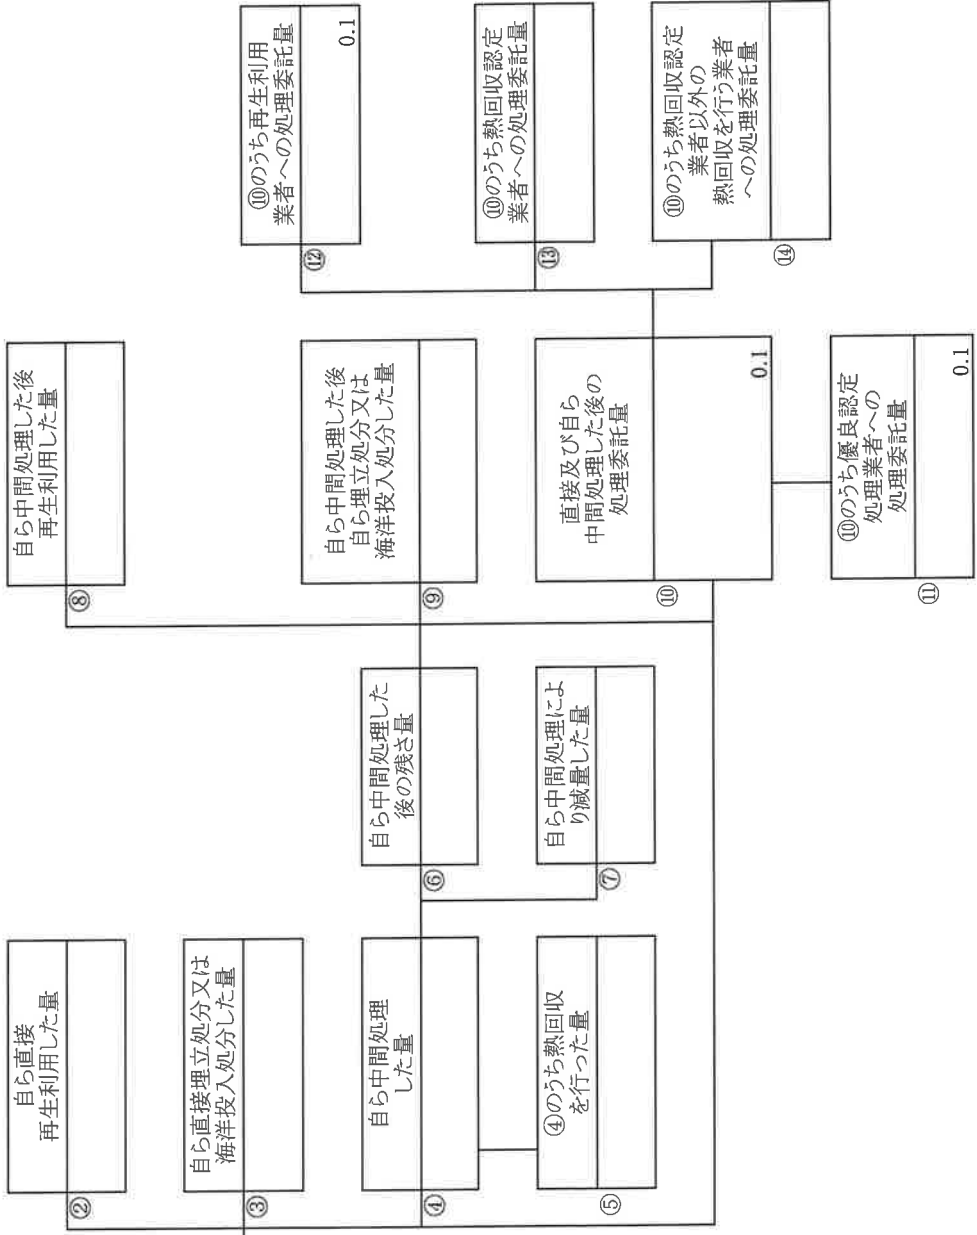 ②
自ら直接
再生利用した量
③
自ら直接埋立処分又は
海洋投入処分した量
④
自ら中間処理
した量
⑤
④のうち熱回収
を行った量
⑥
自ら中間処理した
後の残さ量
⑦
自ら中間処理によ
り減量した量
⑧
自ら中間処理した後
再生利用した量
⑨
自ら中間処理した後
自ら埋立処分又は
海洋投入処分した量
⑩
直接及び自ら
中間処理した後の
処理委託量
0.1
⑪
⑩のうち優良認定
処理業者への
処理委託量
0.1
⑫
⑩のうち再生利用
業者への処理委託量
0.1
⑬
⑩のうち熱回収認定
業者への処理委託量
⑭
⑩のうち熱回収認定
業者以外の
熱回収を行う業者
への処理委託量